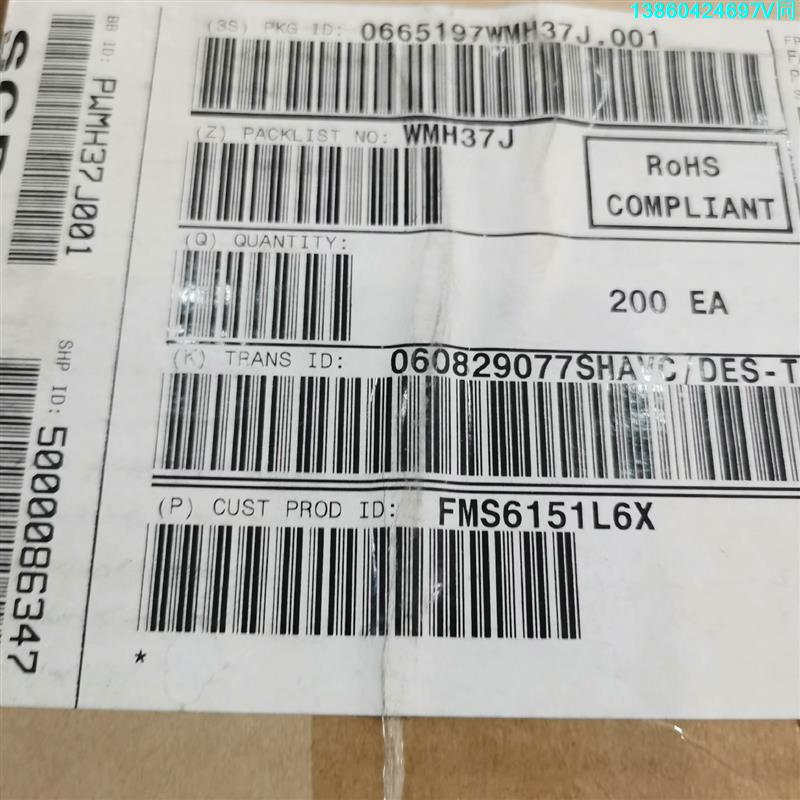 13860424697V同
(3S) PKG ID: 0665197WMH37J.001
(Z) PACKLIST NO: WMH37J
RoHS
COMPLIANT
(Q) QUANTITY:
200 EA
(K) TRANS ID: 060829077SHAVC/DES-T
(P) CUST PROD ID: FMS6151L6X
*
BB ID: PWMH37J001
SHP ID: 5000086347